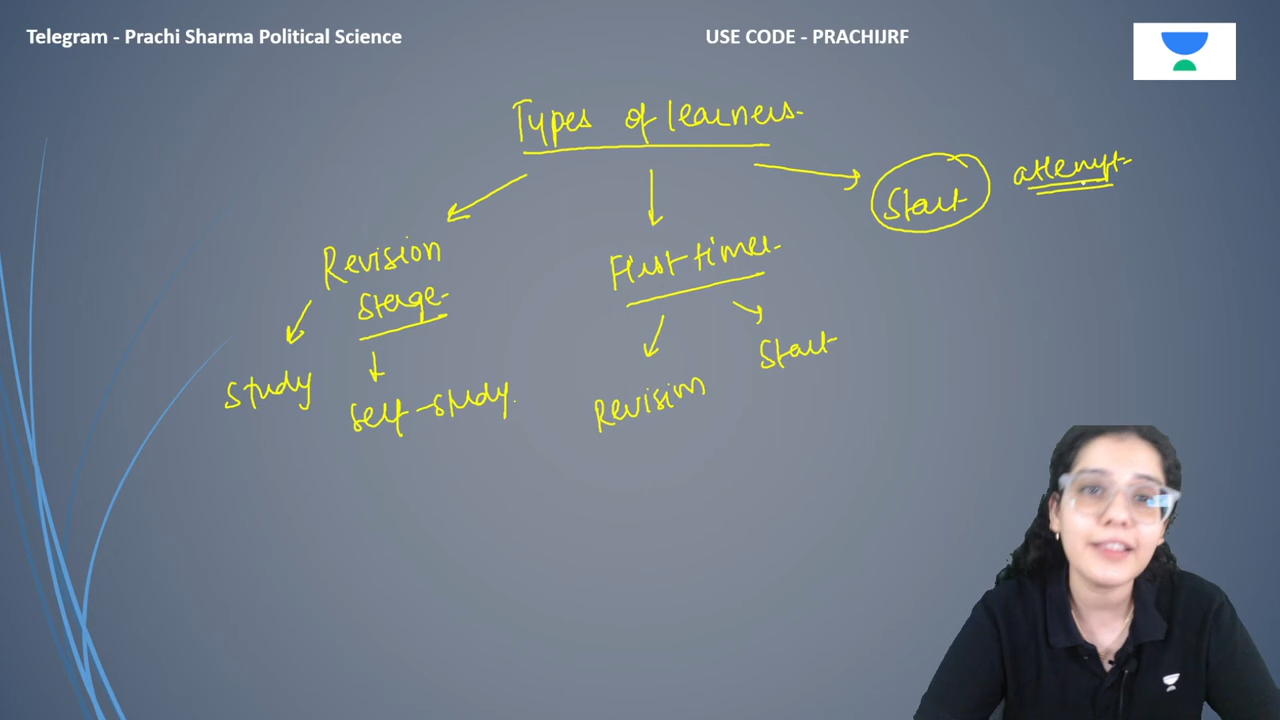 Telegram - Prachi Sharma Political Science
USE CODE - PRACHIJRF
Types of learners.
Start attempt-
Revision
Stage-
First-timer-
Study
Self-study.
Revision
Start